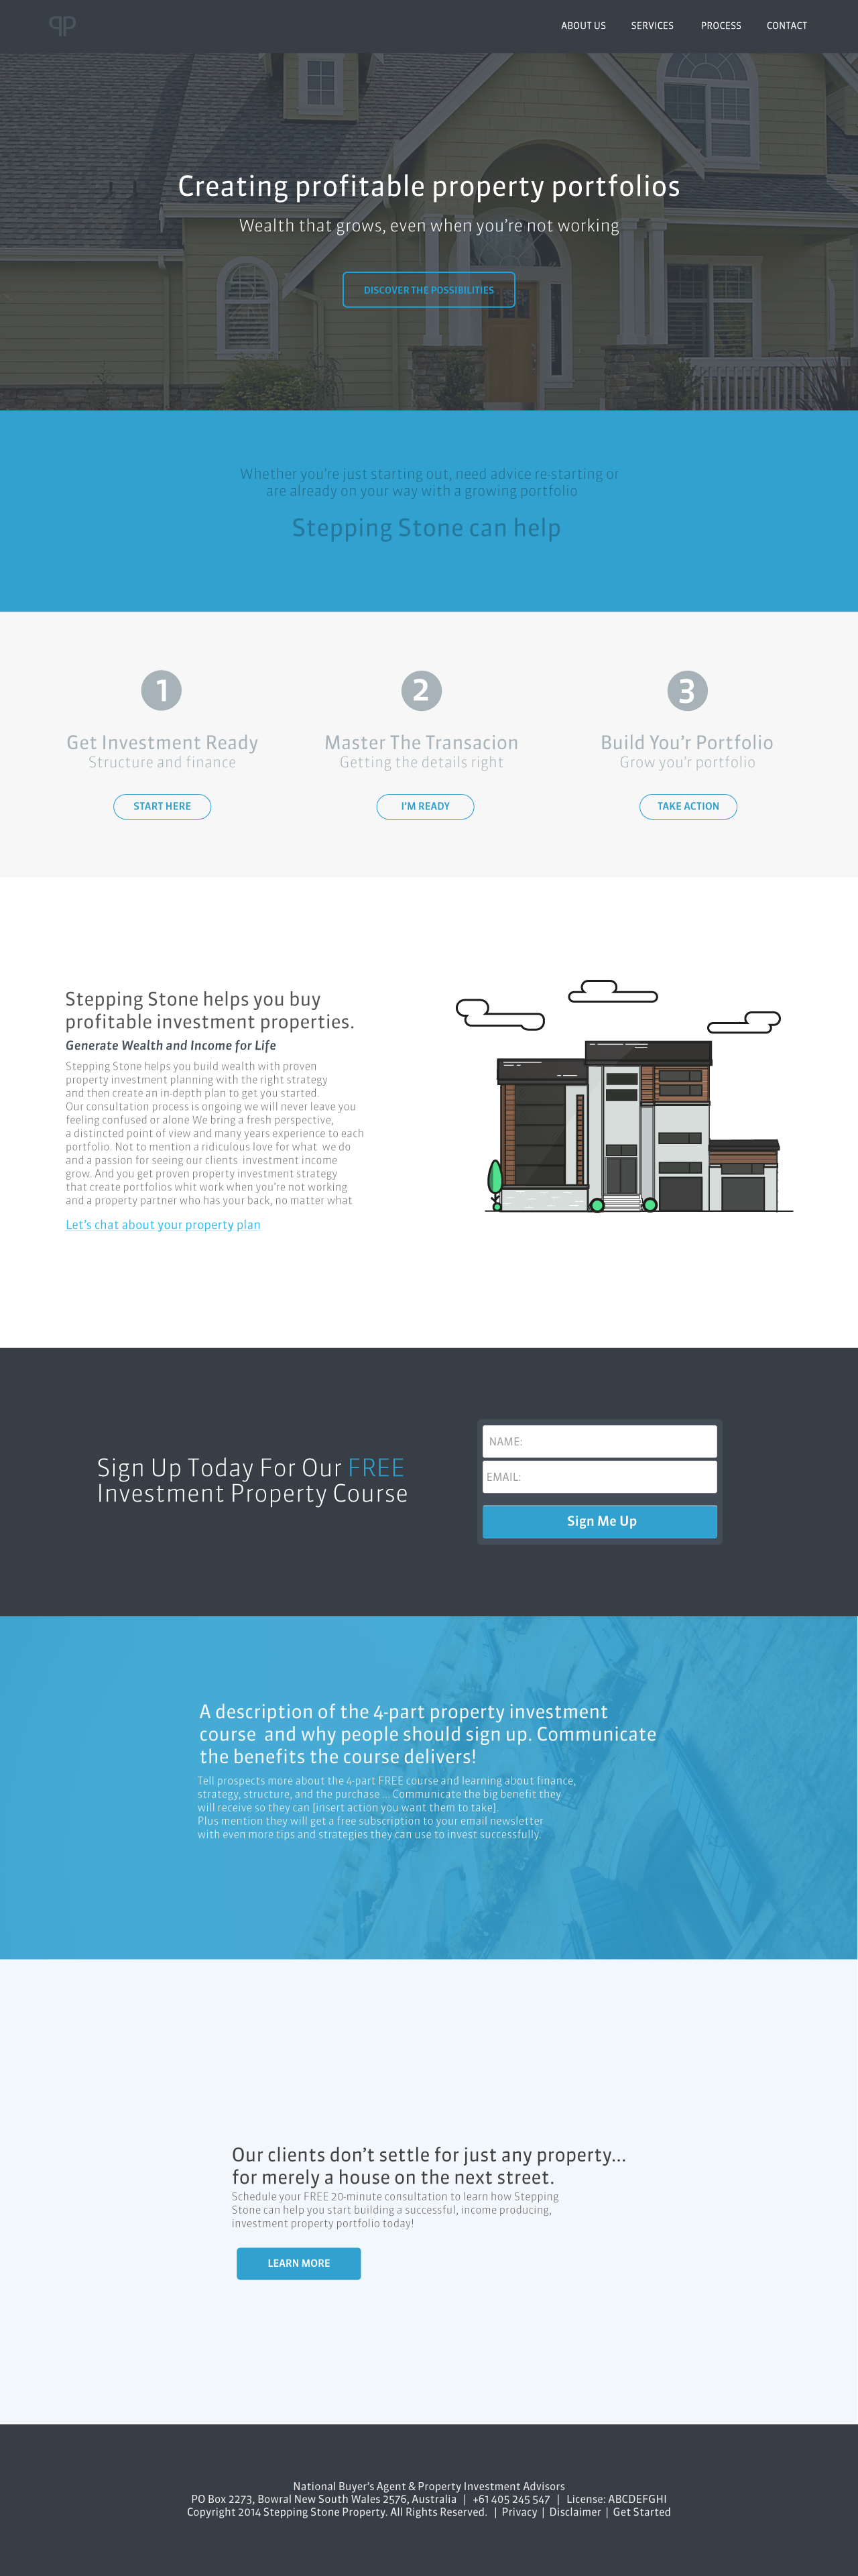 ABOUT US SERVICES PROCESS CONTACT
Creating profitable property portfolios
Wealth that grows, even when you're not working
DISCOVER THE POSSIBILITIES
Whether you're just starting out, need advice re-starting or
are already on your way with a growing portfolio
Stepping Stone can help
1 2 3
Get Investment Ready Master The Transacion Build You'r Portfolio
Structure and finance Getting the details right Grow you'r portfolio
START HERE I'M READY TAKE ACTION
Stepping Stone helps you buy
profitable investment properties.
Generate Wealth and Income for Life
Stepping Stone helps you build wealth with proven
property investment planning with the right strategy
and then create an in-depth plan to get you started.
Our consultation process is ongoing we will never leave you
feeling confused or alone We bring a fresh perspective,
a distincted point of view and many years experience to each
portfolio. Not to mention a ridiculous love for what we do
and a passion for seeing our clients investment income
grow. And you get proven property investment strategy
that create portfolios whit work when you're not working
and a property partner who has your back, no matter what
Let's chat about your property plan
Sign Up Today For Our FREE
Investment Property Course
NAME:
EMAIL:
Sign Me Up
A description of the 4-part property investment
course and why people should sign up. Communicate
the benefits the course delivers!
Tell prospects more about the 4-part FREE course and learning about finance,
strategy, structure, and the purchase ... Communicate the big benefit they
will receive so they can [insert action you want them to take].
Plus mention they will get a free subscription to your email newsletter
with even more tips and strategies they can use to invest successfully.
Our clients don't settle for just any property...
for merely a house on the next street.
Schedule your FREE 20-minute consultation to learn how Stepping
Stone can help you start building a successful, income producing,
investment property portfolio today!
LEARN MORE
National Buyer's Agent & Property Investment Advisors
PO Box 2273, Bowral New South Wales 2576, Australia | +61 405 245 547 | License: ABCDEFGHI
Copyright 2014 Stepping Stone Property. All Rights Reserved. | Privacy | Disclaimer | Get Started